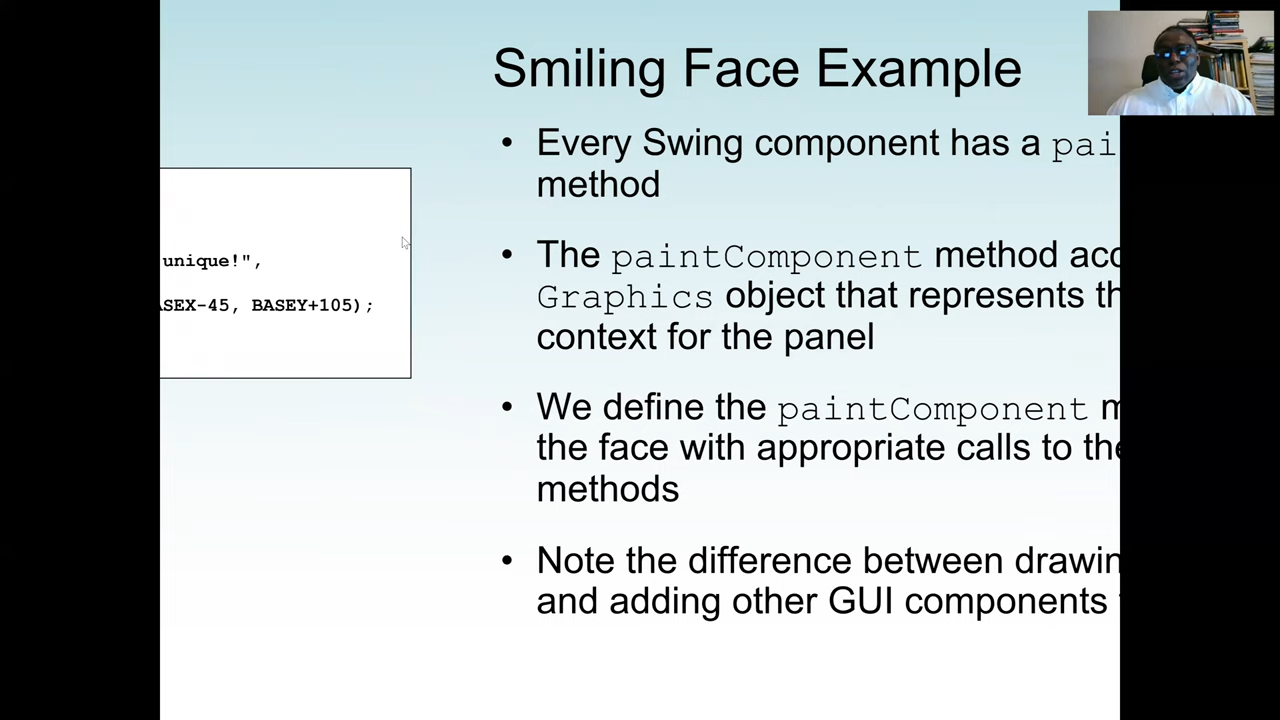 Smiling Face Example
unique!",
ASEX-45, BASEY+105);
• Every Swing component has a pai
method
• The paintComponent method acc
Graphics object that represents th
context for the panel
• We define the paintComponent m
the face with appropriate calls to the
methods
• Note the difference between drawin
and adding other GUI components